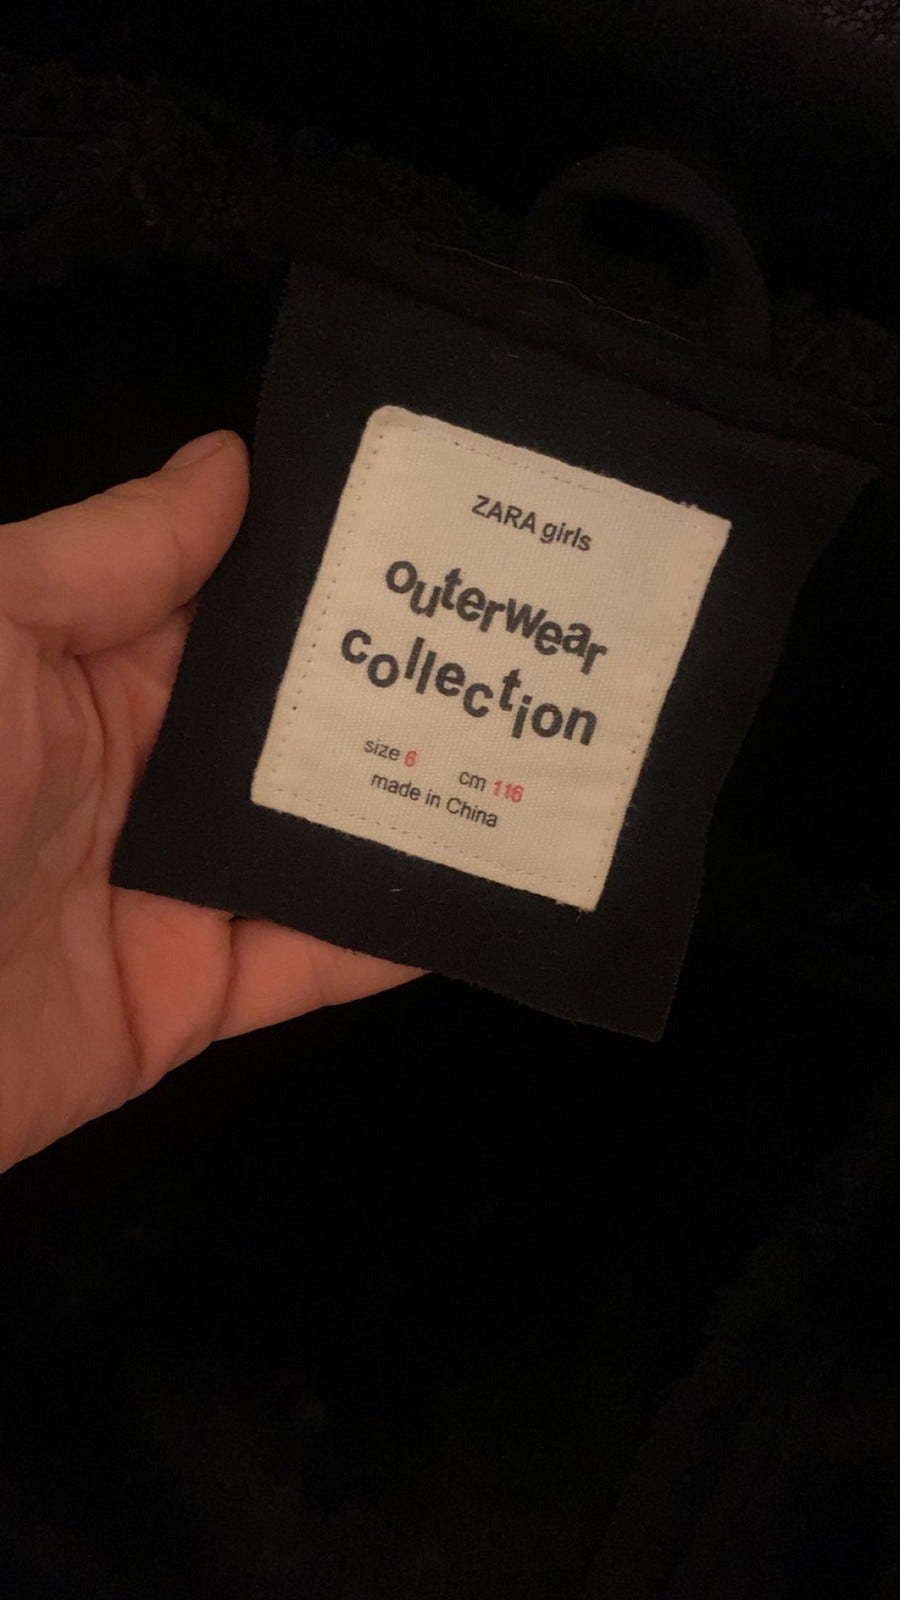 ZARA girls
outerwear
collection
size 6 cm 116
made in China